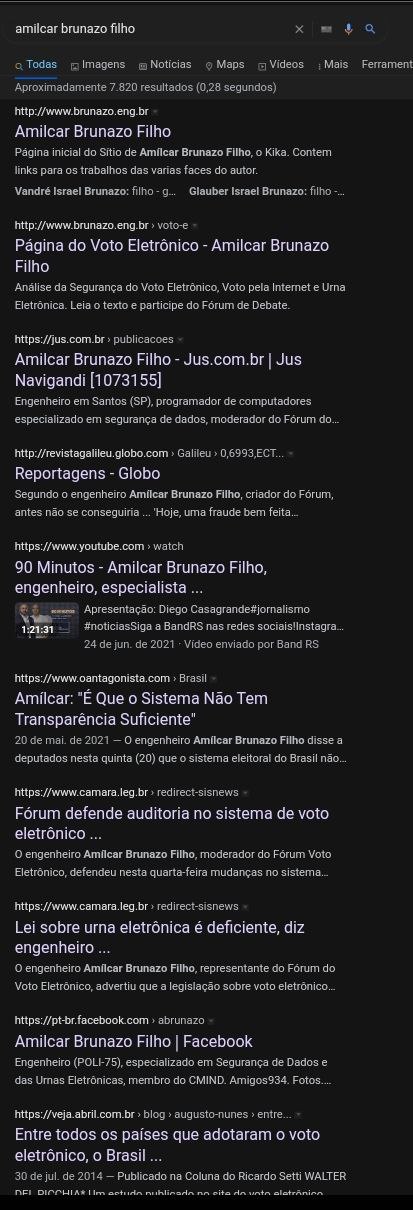 amilcar brunazo filho
Todas Imagens Notícias Maps Vídeos Mais Ferrament
Aproximadamente 7.820 resultados (0,28 segundos)
http://www.brunazo.eng.br
Amilcar Brunazo Filho
Página inicial do Sítio de Amílcar Brunazo Filho, o Kika. Contem
links para os trabalhos das varias faces do autor.
Vandré Israel Brunazo: filho - g... Glauber Israel Brunazo: filho -...
http://www.brunazo.eng.br › voto-e
Página do Voto Eletrônico - Amilcar Brunazo
Filho
Análise da Segurança do Voto Eletrônico, Voto pela Internet e Urna
Eletrônica. Leia o texto e participe do Fórum de Debate.
https://jus.com.br › publicacoes
Amilcar Brunazo Filho - Jus.com.br | Jus
Navigandi [1073155]
Engenheiro em Santos (SP), programador de computadores
especializado em segurança de dados, moderador do Fórum do...
http://revistagalileu.globo.com › Galileu › 0,6993,ECT...
Reportagens - Globo
Segundo o engenheiro Amílcar Brunazo Filho, criador do Fórum,
antes não se conseguiria ... 'Hoje, uma fraude bem feita...
https://www.youtube.com › watch
90 Minutos - Amilcar Brunazo Filho,
engenheiro, especialista ...
1:21:31
Apresentação: Diego Casagrande#jornalismo
#noticiasSiga a BandRS nas redes sociais!Instagra...
24 de jun. de 2021 · Vídeo enviado por Band RS
https://www.oantagonista.com › Brasil
Amílcar: "É Que o Sistema Não Tem
Transparência Suficiente"
20 de mai. de 2021 — O engenheiro Amílcar Brunazo Filho disse a
deputados nesta quinta (20) que o sistema eleitoral do Brasil não...
https://www.camara.leg.br › redirect-sisnews
Fórum defende auditoria no sistema de voto
eletrônico ...
O engenheiro Amílcar Brunazo Filho, moderador do Fórum Voto
Eletrônico, defendeu nesta quarta-feira mudanças no sistema...
https://www.camara.leg.br › redirect-sisnews
Lei sobre urna eletrônica é deficiente, diz
engenheiro ...
O engenheiro Amílcar Brunazo Filho, representante do Fórum do
Voto Eletrônico, advertiu que a legislação sobre voto eletrônico...
https://pt-br.facebook.com › abrunazo
Amilcar Brunazo Filho | Facebook
Engenheiro (POLI-75), especializado em Segurança de Dados e
das Urnas Eletrônicas, membro do CMIND. Amigos934. Fotos....
https://veja.abril.com.br › blog › augusto-nunes › entre...
Entre todos os países que adotaram o voto
eletrônico, o Brasil ...
30 de jul. de 2014 — Publicado na Coluna do Ricardo Setti WALTER
DEL PICCHIA* Um estudo publicado no site do voto eletrônico